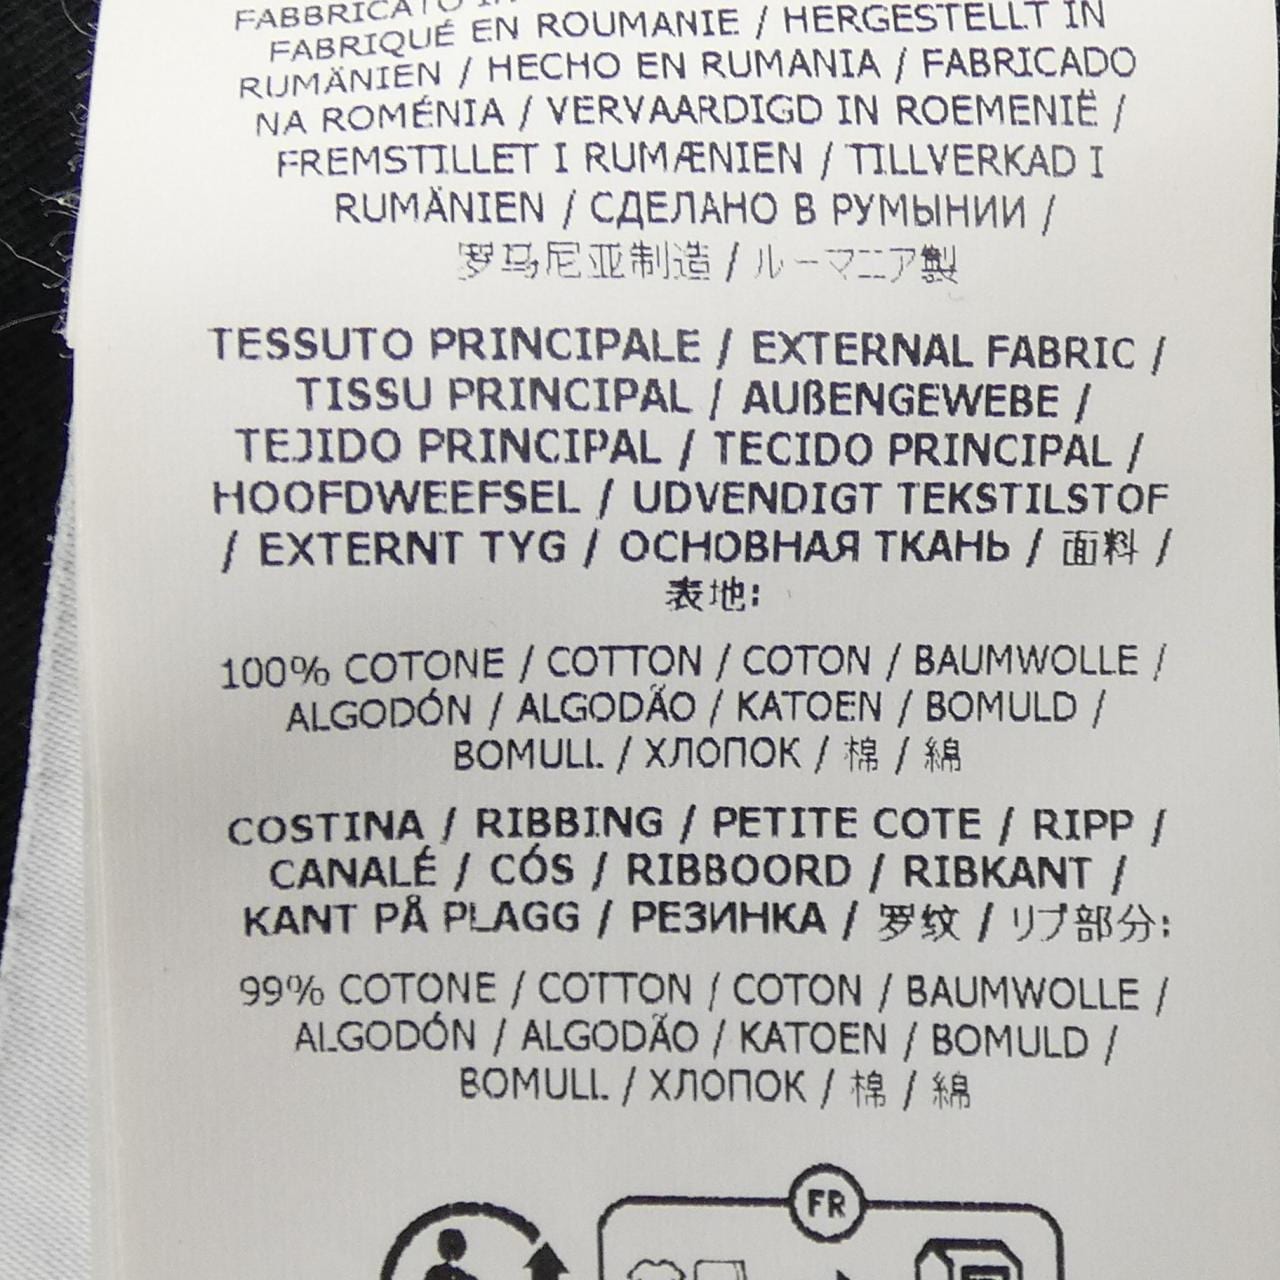 FABBRICATO IN
FABRIQUÉ EN ROUMANIE / HERGESTELLT IN
RUMÄNIEN / HECHO EN RUMANIA / FABRICADO
NA ROMÉNIA / VERVAARDIGD IN ROEMENIË /
FREMSTILLET I RUMÆNIEN / TILLVERKAD I
RUMÄNIEN / СДЕЛАНО В РУМЫНИИ /
罗马尼亚制造 / ルーマニア製
TESSUTO PRINCIPALE / EXTERNAL FABRIC /
TISSU PRINCIPAL / AUßENGEWEBE /
TEJIDO PRINCIPAL / TECIDO PRINCIPAL /
HOOFDWEEFSEL / UDVENDIGT TEKSTILSTOF
/ EXTERNT TYG / ОСНОВНАЯ ТКАНЬ / 面料 /
表地:
100% COTONE / COTTON / COTON / BAUMWOLLE /
ALGODÓN / ALGODÃO / KATOEN / BOMULD /
BOMULL / ХЛОПОК / 棉 / 綿
COSTINA / RIBBING / PETITE COTE / RIPP /
CANALÉ / CÓS / RIBBOORD / RIBKANT /
KANT PÅ PLAGG / РЕЗИНКА / 罗纹 / リブ部分:
99% COTONE / COTTON / COTON / BAUMWOLLE /
ALGODÓN / ALGODÃO / KATOEN / BOMULD /
BOMULL / ХЛОПОК / 棉 / 綿
FR